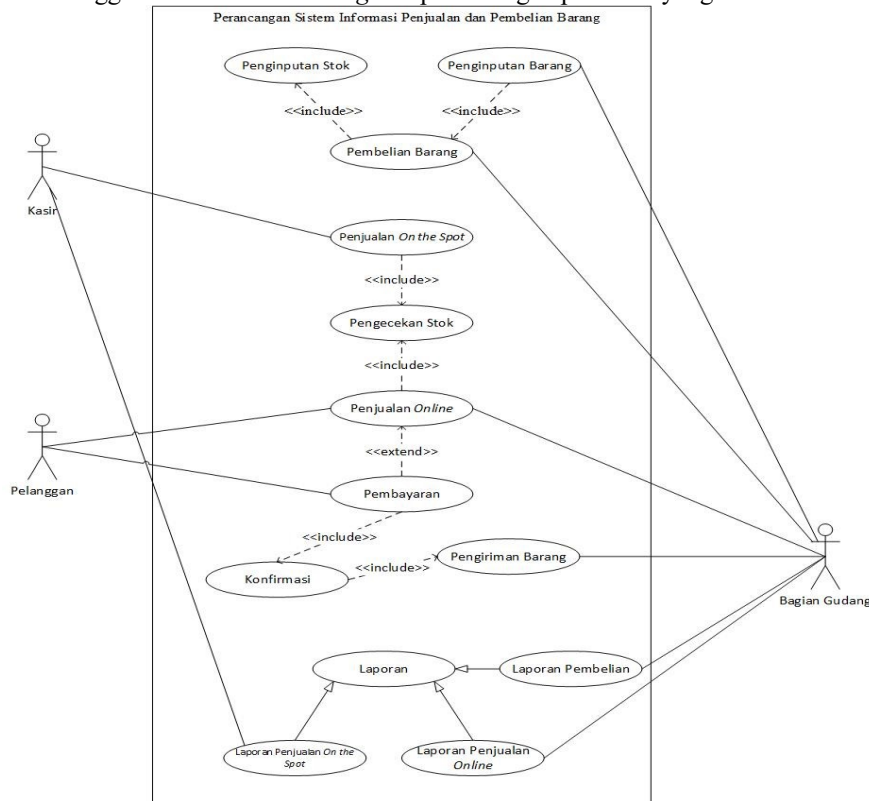 Perancangan Sistem Informasi Penjualan dan Pembelian Barang
Penginputan Stok
Penginputan Barang
<<include>>
<<include>>
Pembelian Barang
Kasir
Penjualan On the Spot
<<include>>
Pengecekan Stok
<<include>>
Penjualan Online
<<extend>>
Pelanggan
Pembayaran
<<include>>
Pengiriman Barang
<<include>>
Konfirmasi
Bagian Gudang
Laporan
Laporan Pembelian
Laporan Penjualan On the
Spot
Laporan Penjualan
Online